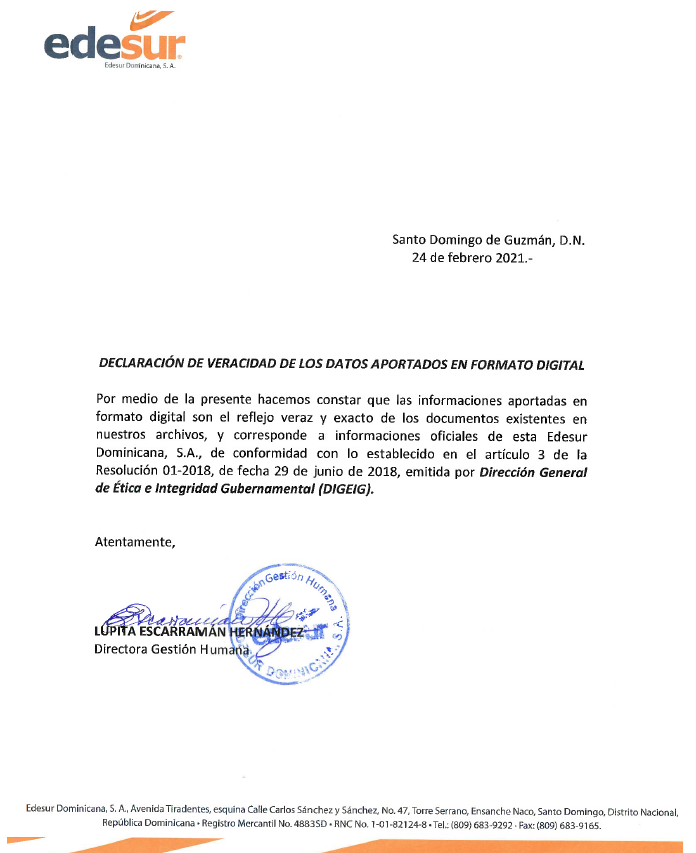 edesur
Edesur Dominicana, S. A.
Santo Domingo de Guzmán, D.N.
24 de febrero 2021.-
DECLARACIÓN DE VERACIDAD DE LOS DATOS APORTADOS EN FORMATO DIGITAL
Por medio de la presente hacemos constar que las informaciones aportadas en
formato digital son el reflejo veraz y exacto de los documentos existentes en
nuestros archivos, y corresponde a informaciones oficiales de esta Edesur
Dominicana, S.A., de conformidad con lo establecido en el artículo 3 de la
Resolución 01-2018, de fecha 29 de junio de 2018, emitida por Dirección General
de Ética e Integridad Gubernamental (DIGEIG).
Atentamente,
Dirección Gestión Humana
LUPITA ESCARRAMÁN HERNÁNDEZ
edesur
Directora Gestión Humana
EDESUR DOMINICANA, S.A.
Edesur Dominicana, S. A., Avenida Tiradentes, esquina Calle Carlos Sánchez y Sánchez, No. 47, Torre Serrano, Ensanche Naco, Santo Domingo, Distrito Nacional,
República Dominicana • Registro Mercantil No. 4883SD • RNC No. 1-01-82124-8 • Tel.: (809) 683-9292 · Fax: (809) 683-9165.